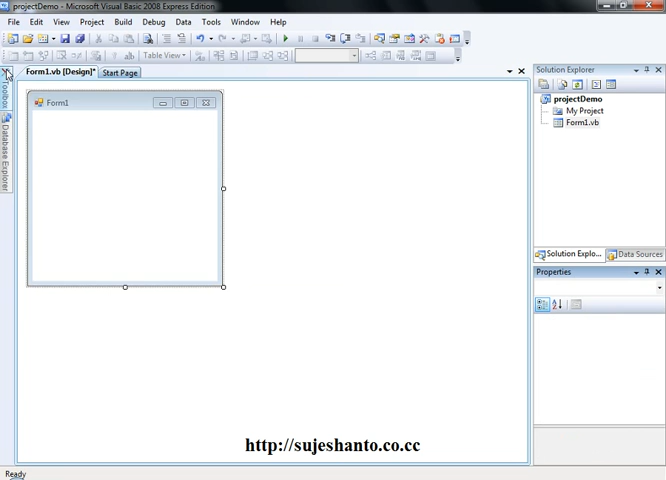 projectDemo - Microsoft Visual Basic 2008 Express Edition
File Edit View Project Build Debug Data Tools Window Help
Table View
Form1.vb [Design]* Start Page
Solution Explorer
Toolbox
Database Explorer
Form1
projectDemo
My Project
Form1.vb
Solution Explo... Data Sources
Properties
http://sujeshanto.co.cc
Ready